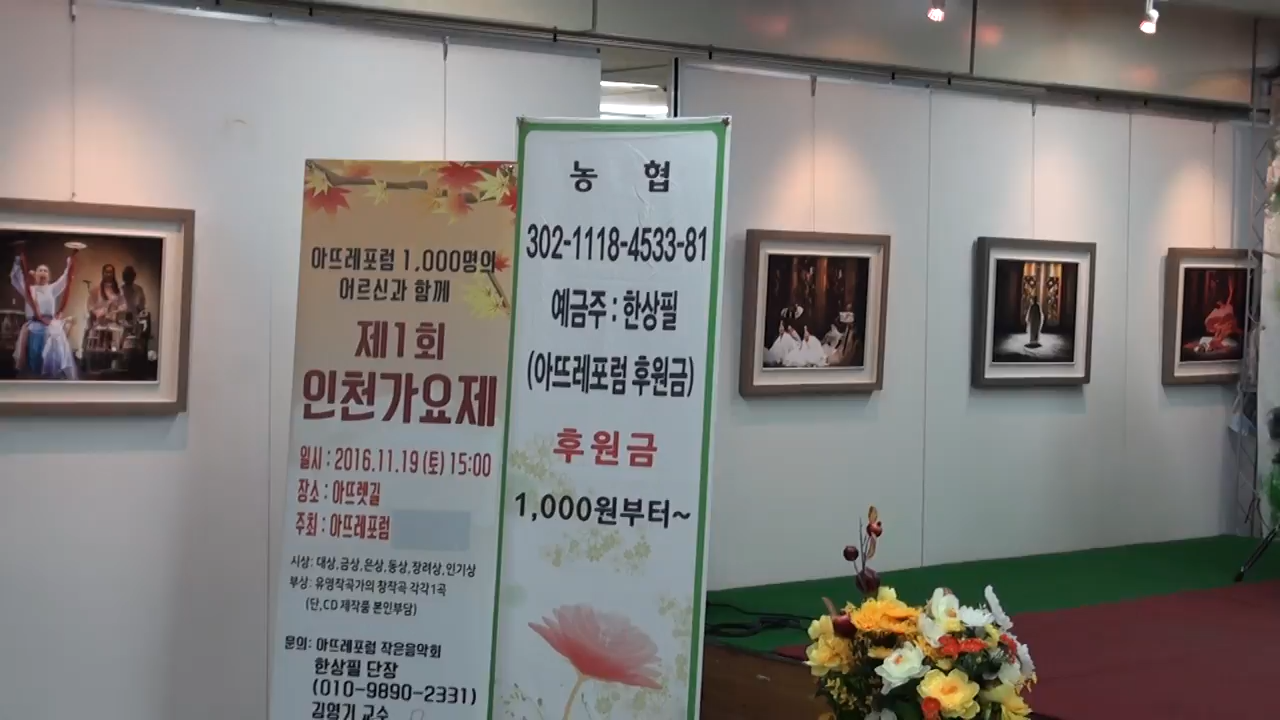 아뜨레포럼 1,000명의
어르신과 함께
제1회
인천가요제
일시 : 2016.11.19(토) 15:00
장소 : 아뜨렛길
주최 : 아뜨레포럼
시상: 대상,금상,은상,동상,장려상,인기상
부상: 유명작곡가의 창작곡 각각1곡
(단,CD 제작품 본인부담)
문의: 아뜨레포럼 작은음악회
한상필 단장
(010-9890-2331)
김영기 교수
농 협
302-1118-4533-81
예금주 : 한상필
(아뜨레포럼 후원금)
후원금
1,000원부터~